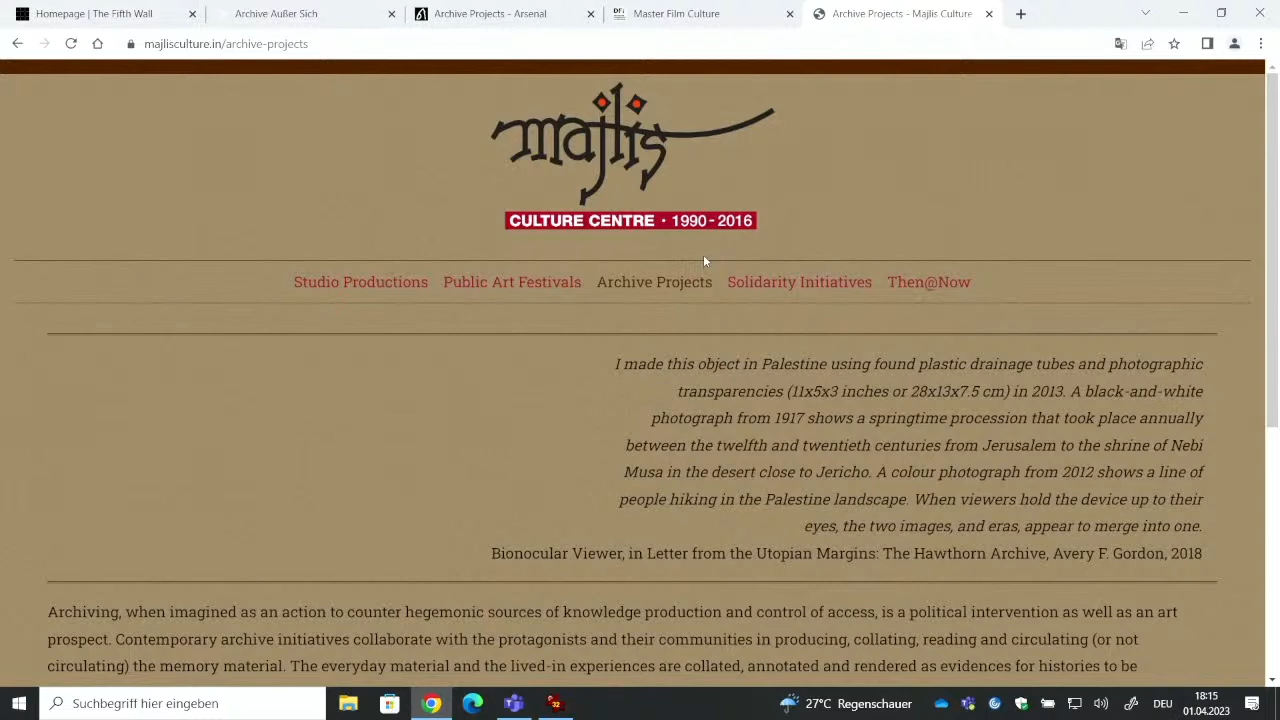 Homepage | The Fifth Wall
Archive Außer Sich
Archive Projects - Arsenal
Master Film Culture
Archive Projects - Majlis Culture
majlisculture.in/archive-projects
majlis
CULTURE CENTRE · 1990-2016
Studio Productions Public Art Festivals Archive Projects Solidarity Initiatives Then@Now
I made this object in Palestine using found plastic drainage tubes and photographic
transparencies (11x5x3 inches or 28x13x7.5 cm) in 2013. A black-and-white
photograph from 1917 shows a springtime procession that took place annually
between the twelfth and twentieth centuries from Jerusalem to the shrine of Nebi
Musa in the desert close to Jericho. A colour photograph from 2012 shows a line of
people hiking in the Palestine landscape. When viewers hold the device up to their
eyes, the two images, and eras, appear to merge into one.
Bionocular Viewer, in Letter from the Utopian Margins: The Hawthorn Archive, Avery F. Gordon, 2018
Archiving, when imagined as an action to counter hegemonic sources of knowledge production and control of access, is a political intervention as well as an art
prospect. Contemporary archive initiatives collaborate with the protagonists and their communities in producing, collating, reading and circulating (or not
circulating) the memory material. The everyday material and the lived-in experiences are collated, annotated and rendered as evidences for histories to be
Suchbegriff hier eingeben
27°C Regenschauer
DEU
18:15
01.04.2023